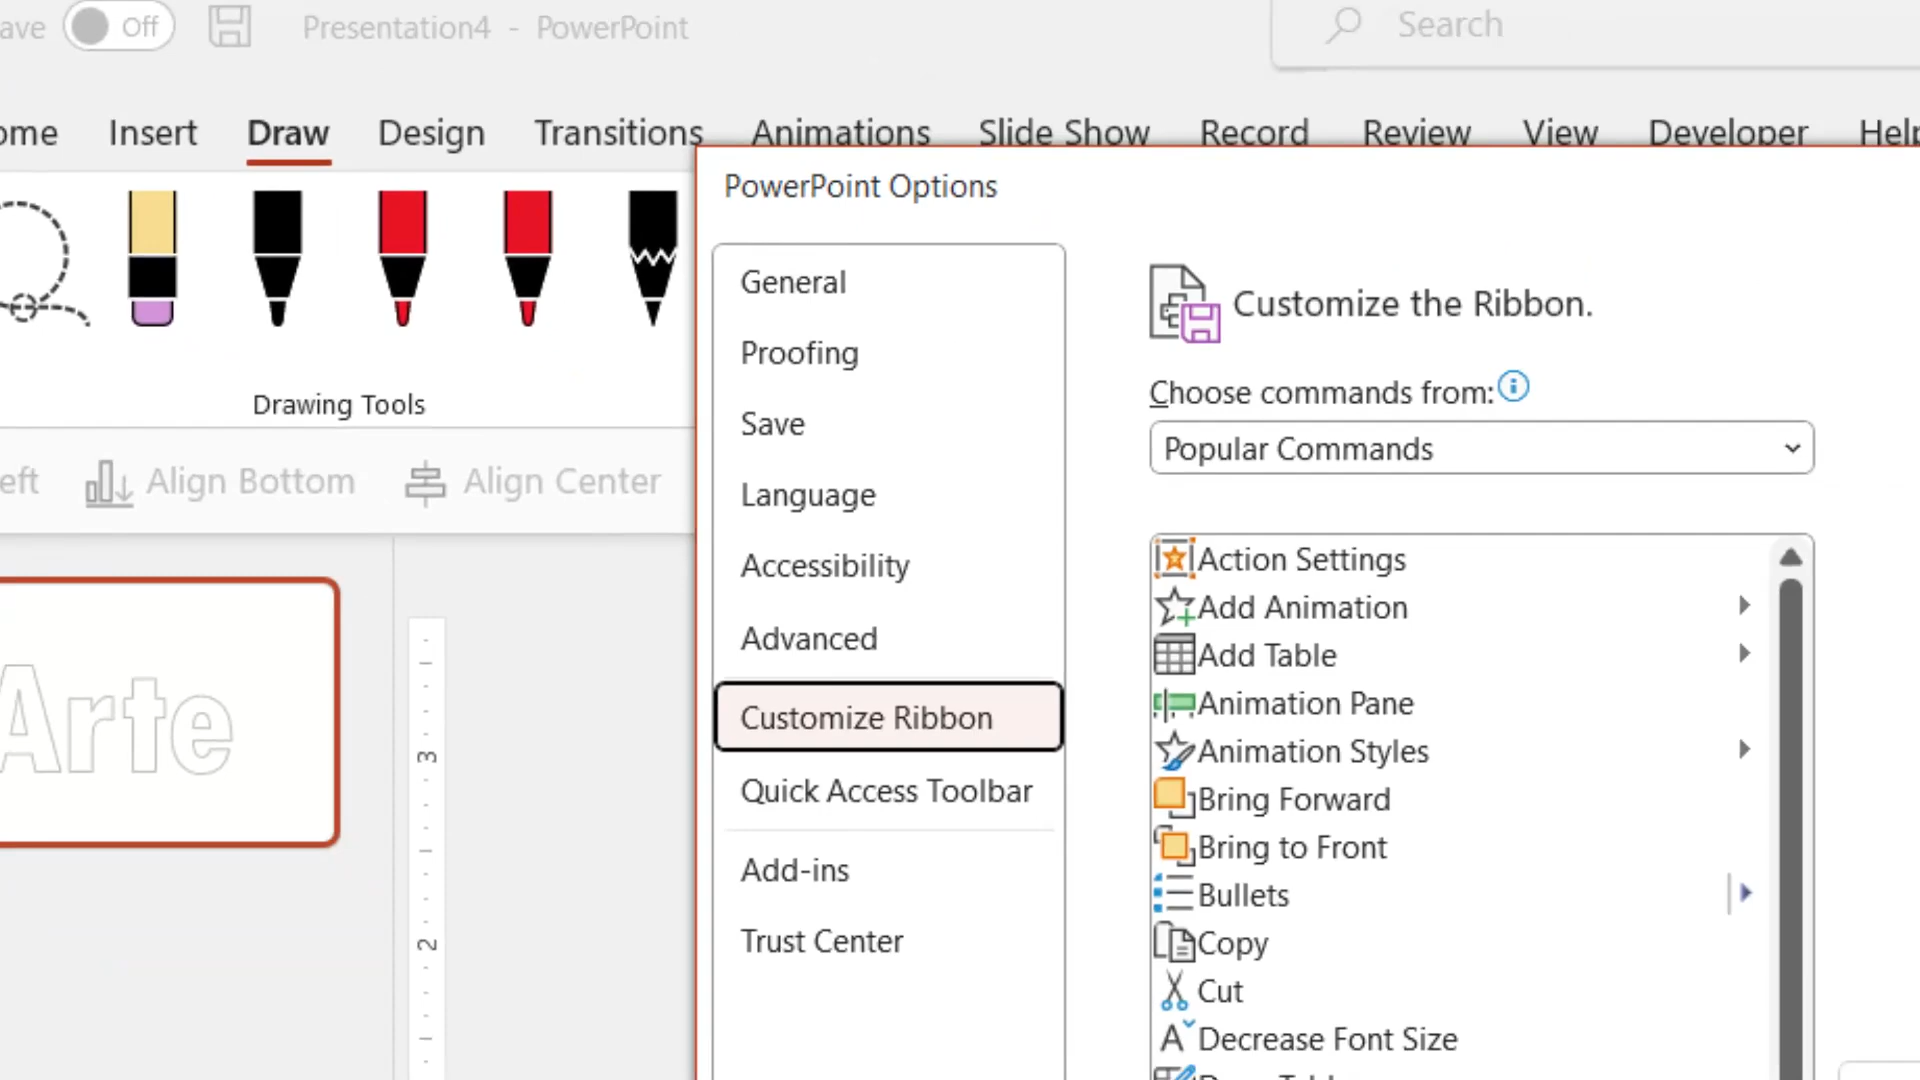 ave Off Presentation4 - PowerPoint Search
ome Insert Draw Design Transitions Animations Slide Show Record Review View Developer Help
Drawing Tools
eft Align Bottom Align Center
Arte
3
2
PowerPoint Options
General
Proofing
Save
Language
Accessibility
Advanced
Customize Ribbon
Quick Access Toolbar
Add-ins
Trust Center
Customize the Ribbon.
Choose commands from:
Popular Commands
Action Settings
Add Animation
Add Table
Animation Pane
Animation Styles
Bring Forward
Bring to Front
Bullets
Copy
Cut
Decrease Font Size